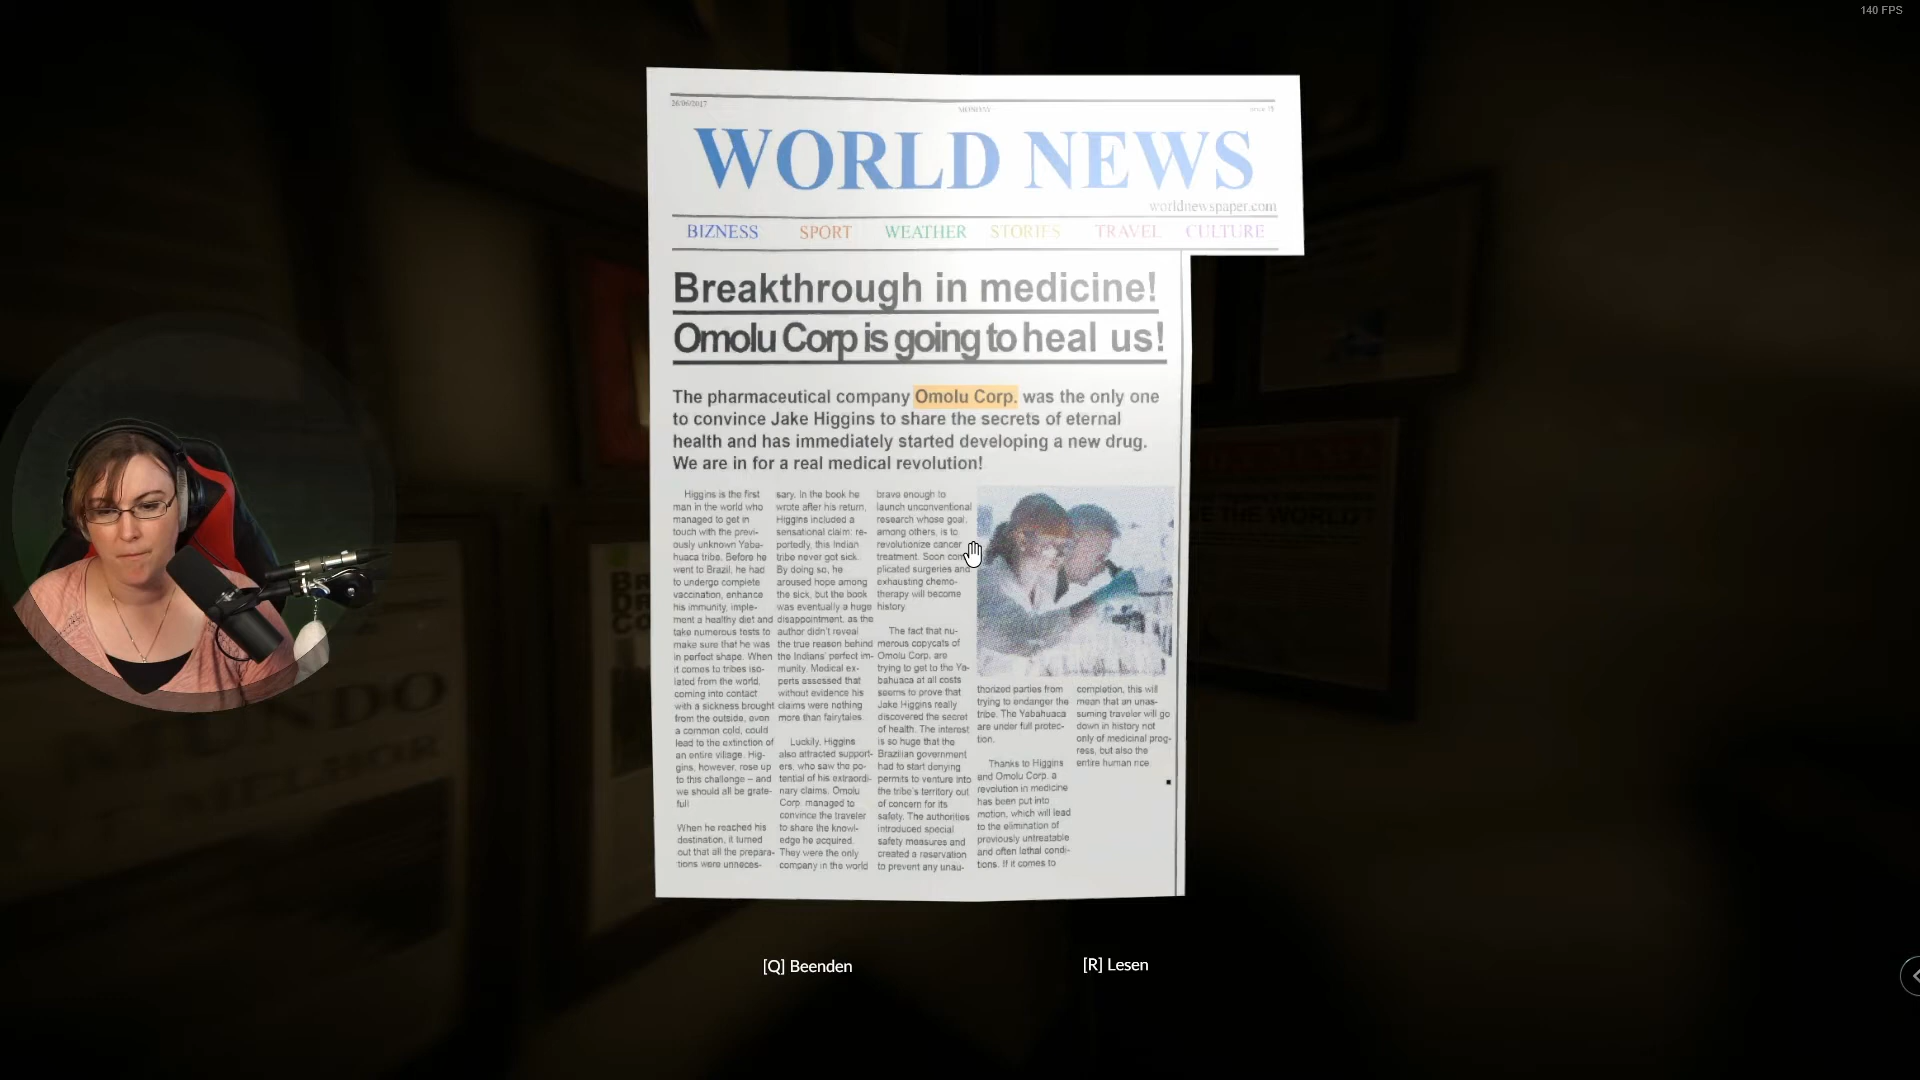 140 FPS
26/06/2017
MONDAY
WORLD NEWS
worldnewspaper.com
BIZNESS SPORT WEATHER STORIES TRAVEL CULTURE
Breakthrough in medicine!
Omolu Corp is going to heal us!
The pharmaceutical company Omolu Corp. was the only one
to convince Jake Higgins to share the secrets of eternal
health and has immediately started developing a new drug.
We are in for a real medical revolution!
Higgins is the first
man in the world who
managed to get in
touch with the previ-
ously unknown Yaba-
huaca tribe. Before he
went to Brazil, he had
to undergo complete
vaccination, enhance
his immunity, imple-
ment a healthy diet and
take numerous tests to
make sure that he was
in perfect shape. When
it comes to tribes iso-
lated from the world,
coming into contact
with a sickness brought
from the outside, even
a common cold, could
lead to the extinction of
an entire village. Hig-
gins, however, rose up
to this challenge – and
we should all be grate-
full
When he reached his
destination, it turned
out that all the prepara-
tions were unneces-
sary. In the book he
wrote after his return,
Higgins included a
sensational claim: re-
portedly, this Indian
tribe never got sick.
By doing so, he
aroused hope among
the sick, but the book
was eventually a huge
disappointment, as the
author didn't reveal
the true reason behind
the Indians' perfect im-
munity. Medical ex-
perts assessed that
without evidence his
claims were nothing
more than fairytales.
Luckily, Higgins
also attracted support-
ers, who saw the po-
tential of his extraordi-
nary claims. Omolu
Corp. managed to
convince the traveler
to share the knowl-
edge he acquired.
They were the only
company in the world
brave enough to
launch unconventional
research whose goal,
among others, is to
revolutionize cancer
treatment. Soon com-
plicated surgeries and
exhausting chemo-
therapy will become
history.
The fact that nu-
merous copycats of
Omolu Corp. are
trying to get to the Ya-
bahuaca at all costs
seems to prove that
Jake Higgins really
discovered the secret
of health. The interest
is so huge that the
Brazilian government
had to start denying
permits to venture into
the tribe's territory out
of concern for its
safety. The authorities
introduced special
safety measures and
created a reservation
to prevent any unau-
thorized parties from
trying to endanger the
tribe. The Yabahuaca
are under full protec-
tion.
Thanks to Higgins
and Omolu Corp. a
revolution in medicine
has been put into
motion, which will lead
to the elimination of
previously untreatable
and often lethal condi-
tions. If it comes to
completion, this will
mean that an unas-
suming traveler will go
down in history not
only of medicinal prog-
ress, but also the
entire human rice
[Q] Beenden
[R] Lesen